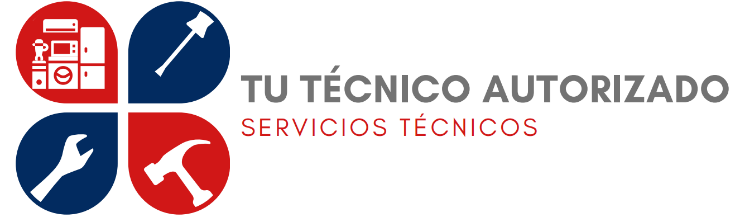 TU TÉCNICO AUTORIZADO
SERVICIOS TÉCNICOS